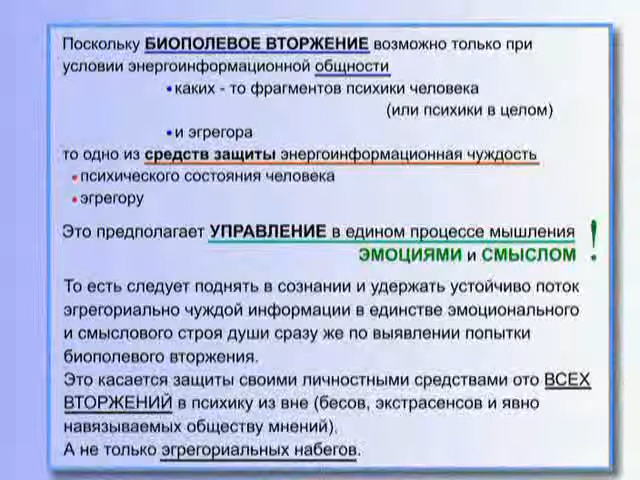 Поскольку БИОПОЛЕВОЕ ВТОРЖЕНИЕ возможно только при
условии энергоинформационной общности
•каких - то фрагментов психики человека
(или психики в целом)
•и эгрегора
то одно из средств защиты энергоинформационная чуждость
•психического состояния человека
•эгрегору
Это предполагает УПРАВЛЕНИЕ в едином процессе мышления
ЭМОЦИЯМИ и СМЫСЛОМ !
То есть следует поднять в сознании и удержать устойчиво поток
эгрегориально чуждой информации в единстве эмоционального
и смыслового строя души сразу же по выявлении попытки
биополевого вторжения.
Это касается защиты своими личностными средствами ото ВСЕХ
ВТОРЖЕНИЙ в психику из вне (бесов, экстрасенсов и явно
навязываемых обществу мнений).
А не только эгрегориальных набегов.